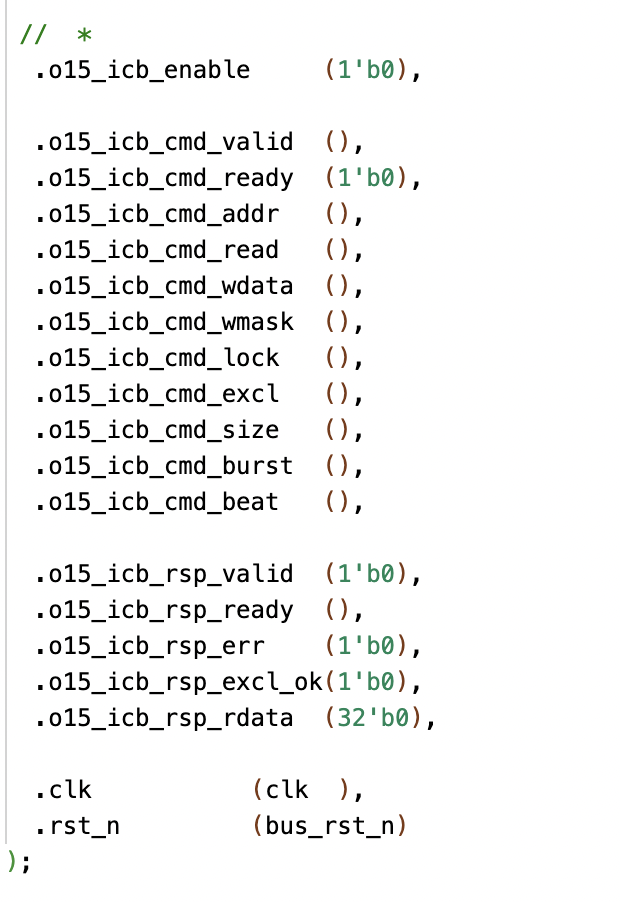 //  *
.o15_icb_enable     (1'b0),
.o15_icb_cmd_valid  (),
.o15_icb_cmd_ready  (1'b0),
.o15_icb_cmd_addr   (),
.o15_icb_cmd_read   (),
.o15_icb_cmd_wdata  (),
.o15_icb_cmd_wmask  (),
.o15_icb_cmd_lock   (),
.o15_icb_cmd_excl   (),
.o15_icb_cmd_size   (),
.o15_icb_cmd_burst  (),
.o15_icb_cmd_beat   (),
.o15_icb_rsp_valid  (1'b0),
.o15_icb_rsp_ready  (),
.o15_icb_rsp_err    (1'b0),
.o15_icb_rsp_excl_ok(1'b0),
.o15_icb_rsp_rdata  (32'b0),
.clk           (clk  ),
.rst_n         (bus_rst_n)
);